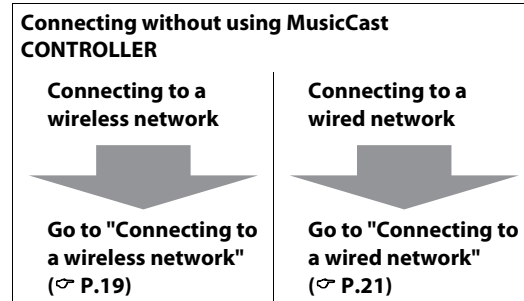 Connecting without using MusicCast
CONTROLLER
Connecting to a
wireless network
Go to "Connecting to
a wireless network"
(☞ P.19)
Connecting to a
wired network
Go to "Connecting to
a wired network"
(☞ P.21)